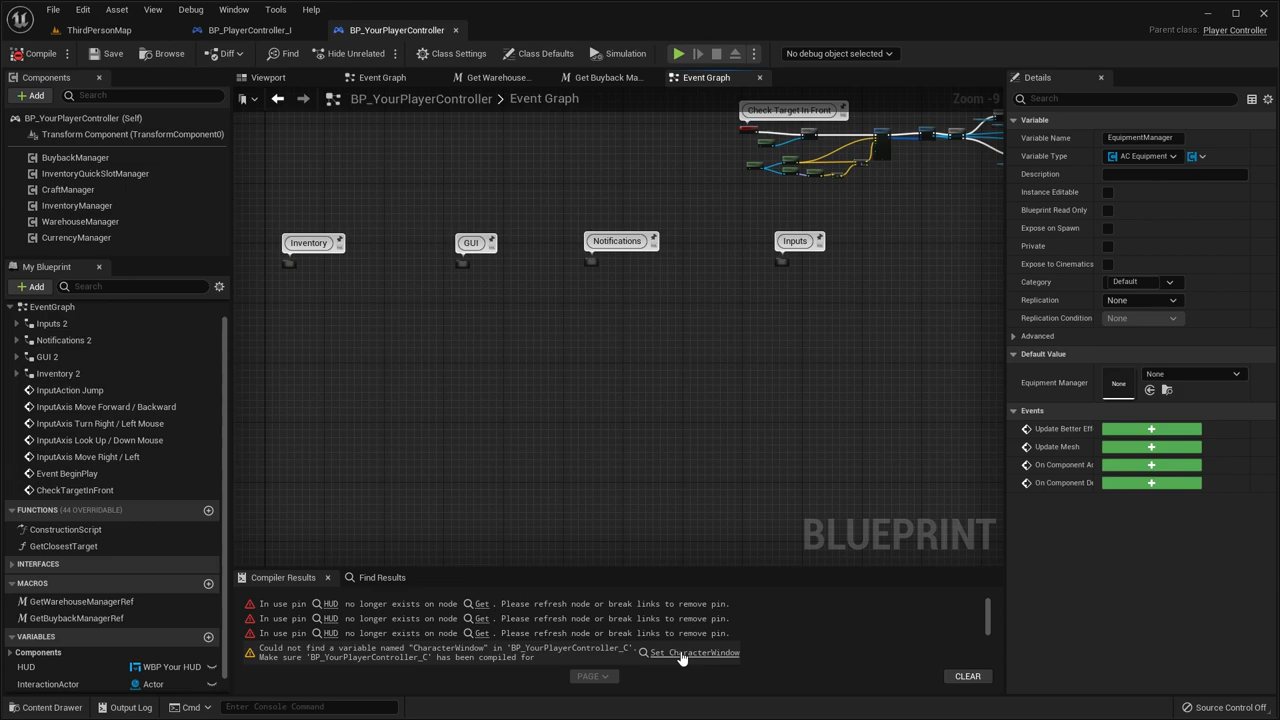 File Edit Asset View Debug Window Tools Help
ThirdPersonMap BP_PlayerController_I BP_YourPlayerController Parent class: Player Controller
Compile Save Browse Diff Find Hide Unrelated Class Settings Class Defaults Simulation No debug object selected
Components Viewport Event Graph Get Warehouse... Get Buyback Ma... Event Graph Details
Add Search BP_YourPlayerController > Event Graph Zoom -9 Search
BP_YourPlayerController (Self)
Transform Component (TransformComponent0)
BuybackManager
InventoryQuickSlotManager
CraftManager
InventoryManager
WarehouseManager
CurrencyManager
My Blueprint
Add Search
EventGraph
Inputs 2
Notifications 2
GUI 2
Inventory 2
InputAction Jump
InputAxis Move Forward / Backward
InputAxis Turn Right / Left Mouse
InputAxis Look Up / Down Mouse
InputAxis Move Right / Left
Event BeginPlay
CheckTargetInFront
FUNCTIONS (44 OVERRIDABLE)
ConstructionScript
GetClosestTarget
INTERFACES
MACROS
GetWarehouseManagerRef
GetBuybackManagerRef
VARIABLES
Components
HUD WBP Your HUD
InteractionActor Actor
Check Target In Front
Inventory GUI Notifications Inputs
BLUEPRINT
Compiler Results Find Results
In use pin HUD no longer exists on node Get . Please refresh node or break links to remove pin.
In use pin HUD no longer exists on node Get . Please refresh node or break links to remove pin.
In use pin HUD no longer exists on node Get . Please refresh node or break links to remove pin.
Could not find a variable named "CharacterWindow" in 'BP_YourPlayerController_C'. Set CharacterWindow
Make sure 'BP_YourPlayerController_C' has been compiled for
PAGE CLEAR
Variable
Variable Name EquipmentManager
Variable Type AC Equipment
Description
Instance Editable
Blueprint Read Only
Expose on Spawn
Private
Expose to Cinematics
Category Default
Replication None
Replication Condition None
Advanced
Default Value
Equipment Manager None None
Events
Update Better Eff
Update Mesh
On Component Ac
On Component De
Content Drawer Output Log Cmd Enter Console Command Source Control Off